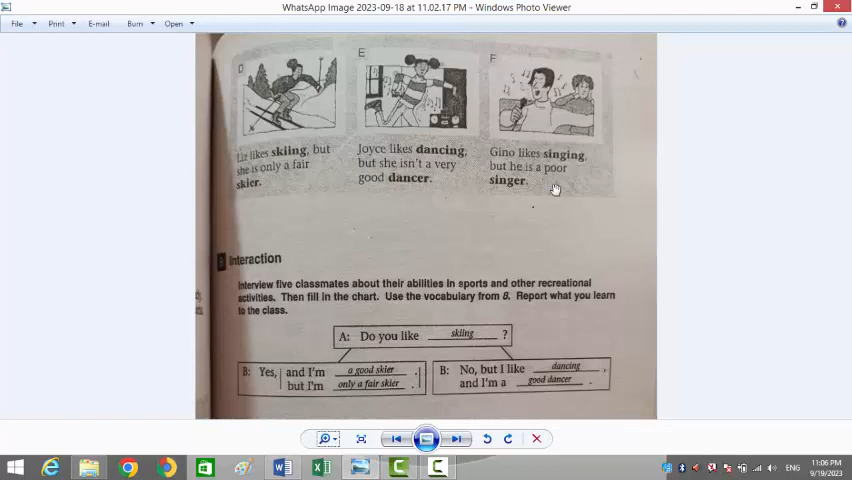 WhatsApp Image 2023-09-18 at 11.02.17 PM - Windows Photo Viewer
File Print E-mail Burn Open
D
E
F
Liz likes skiing, but
she is only a fair
skier.
Joyce likes dancing,
but she isn't a very
good dancer.
Gino likes singing,
but he is a poor
singer.
Interaction
Interview five classmates about their abilities in sports and other recreational
activities. Then fill in the chart. Use the vocabulary from 8. Report what you learn
to the class.
A: Do you like skiing ?
B: Yes, and I'm a good skier .
but I'm only a fair skier .
B: No, but I like dancing ,
and I'm a good dancer .
ENG
11:06 PM
9/19/2023